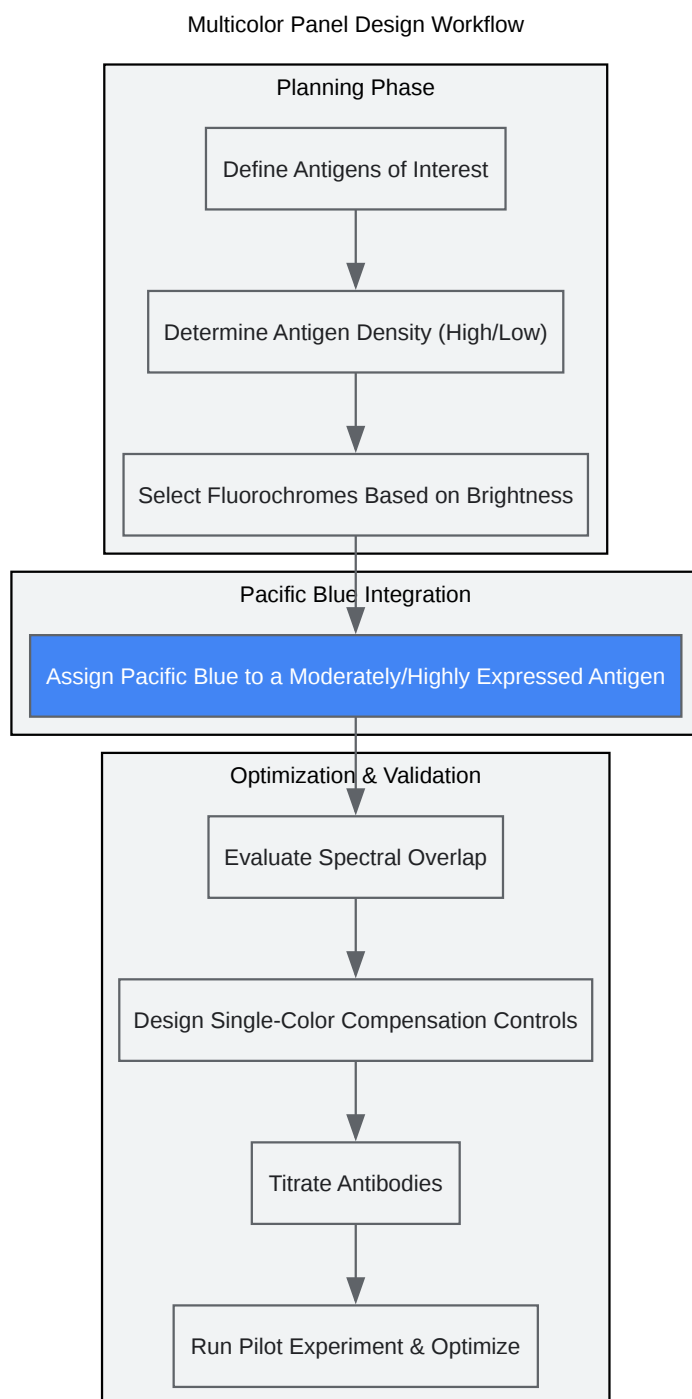 Multicolor Panel Design Workflow
Planning Phase
Define Antigens of Interest
Determine Antigen Density (High/Low)
Select Fluorochromes Based on Brightness
Pacific Blue Integration
Assign Pacific Blue to a Moderately/Highly Expressed Antigen
Optimization & Validation
Evaluate Spectral Overlap
Design Single-Color Compensation Controls
Titrate Antibodies
Run Pilot Experiment & Optimize